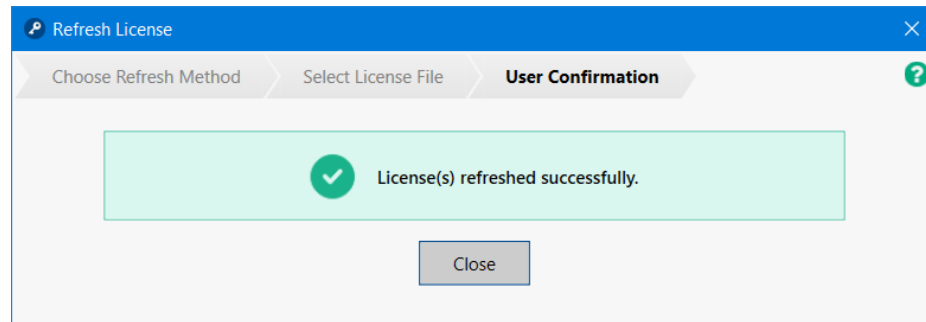 Refresh License
Choose Refresh Method Select License File User Confirmation
License(s) refreshed successfully.
Close